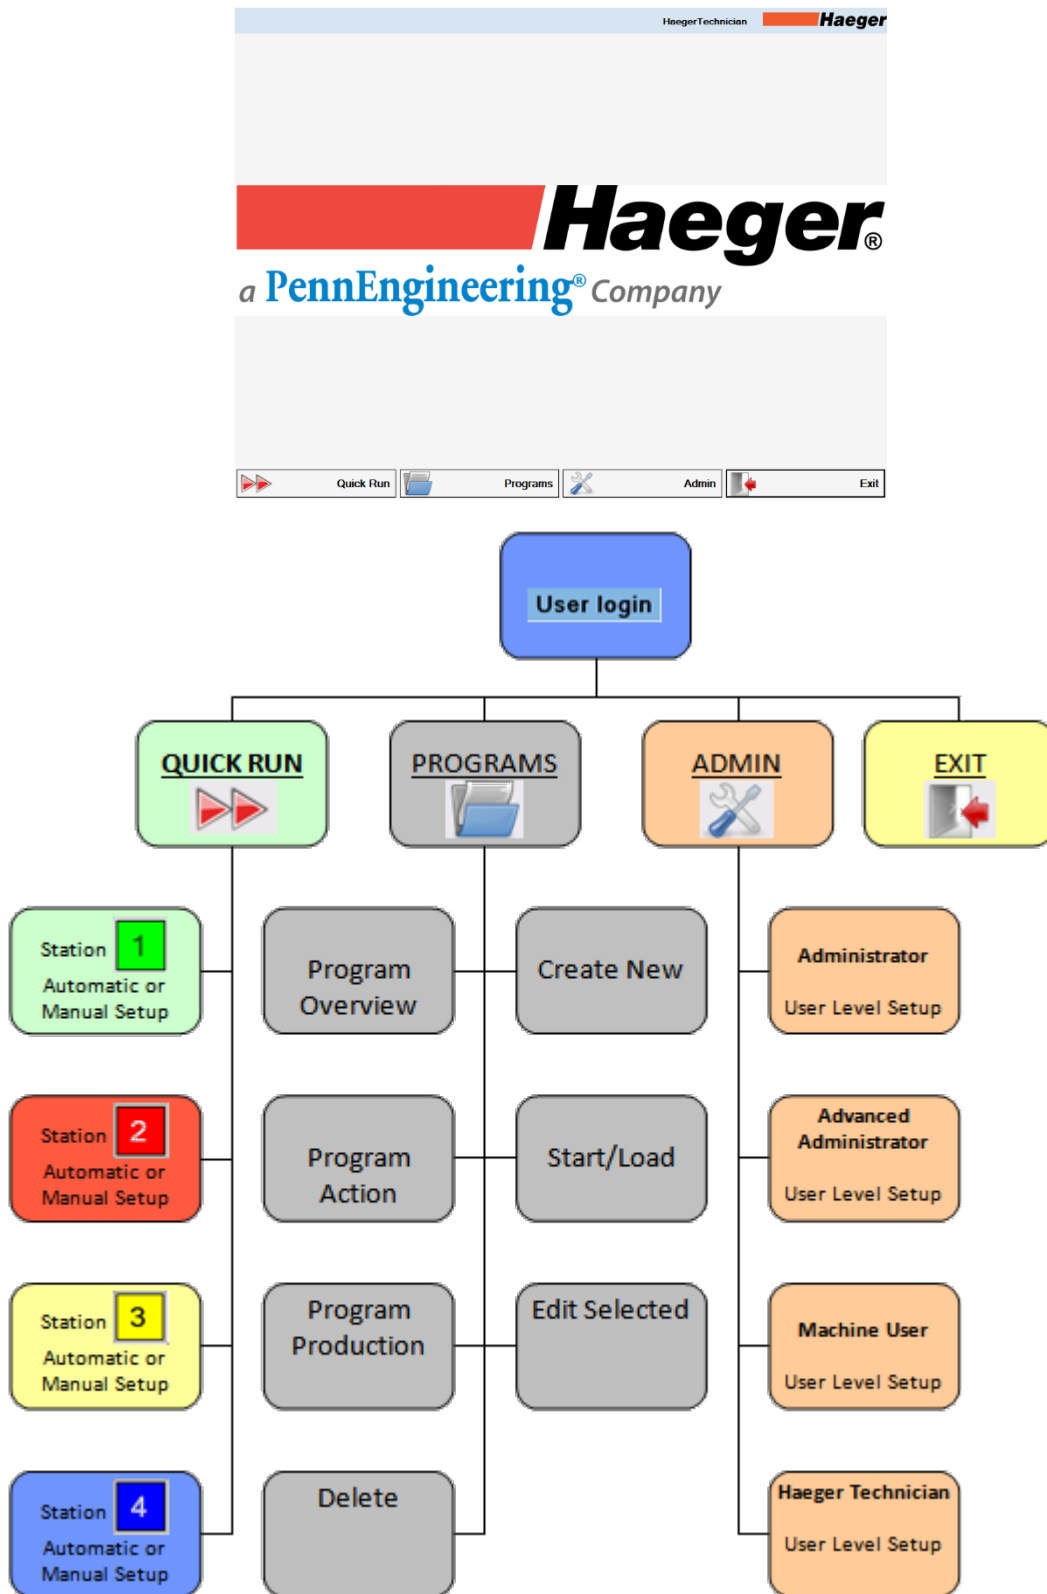 HaegerTechnician Haeger
Haeger®
a PennEngineering® Company
Quick Run Programs Admin Exit
User login
QUICK RUN
PROGRAMS
ADMIN
EXIT
Station 1
Automatic or
Manual Setup
Program
Overview
Create New
Administrator
User Level Setup
Station 2
Automatic or
Manual Setup
Program
Action
Start/Load
Advanced
Administrator
User Level Setup
Station 3
Automatic or
Manual Setup
Program
Production
Edit Selected
Machine User
User Level Setup
Station 4
Automatic or
Manual Setup
Delete
Haeger Technician
User Level Setup